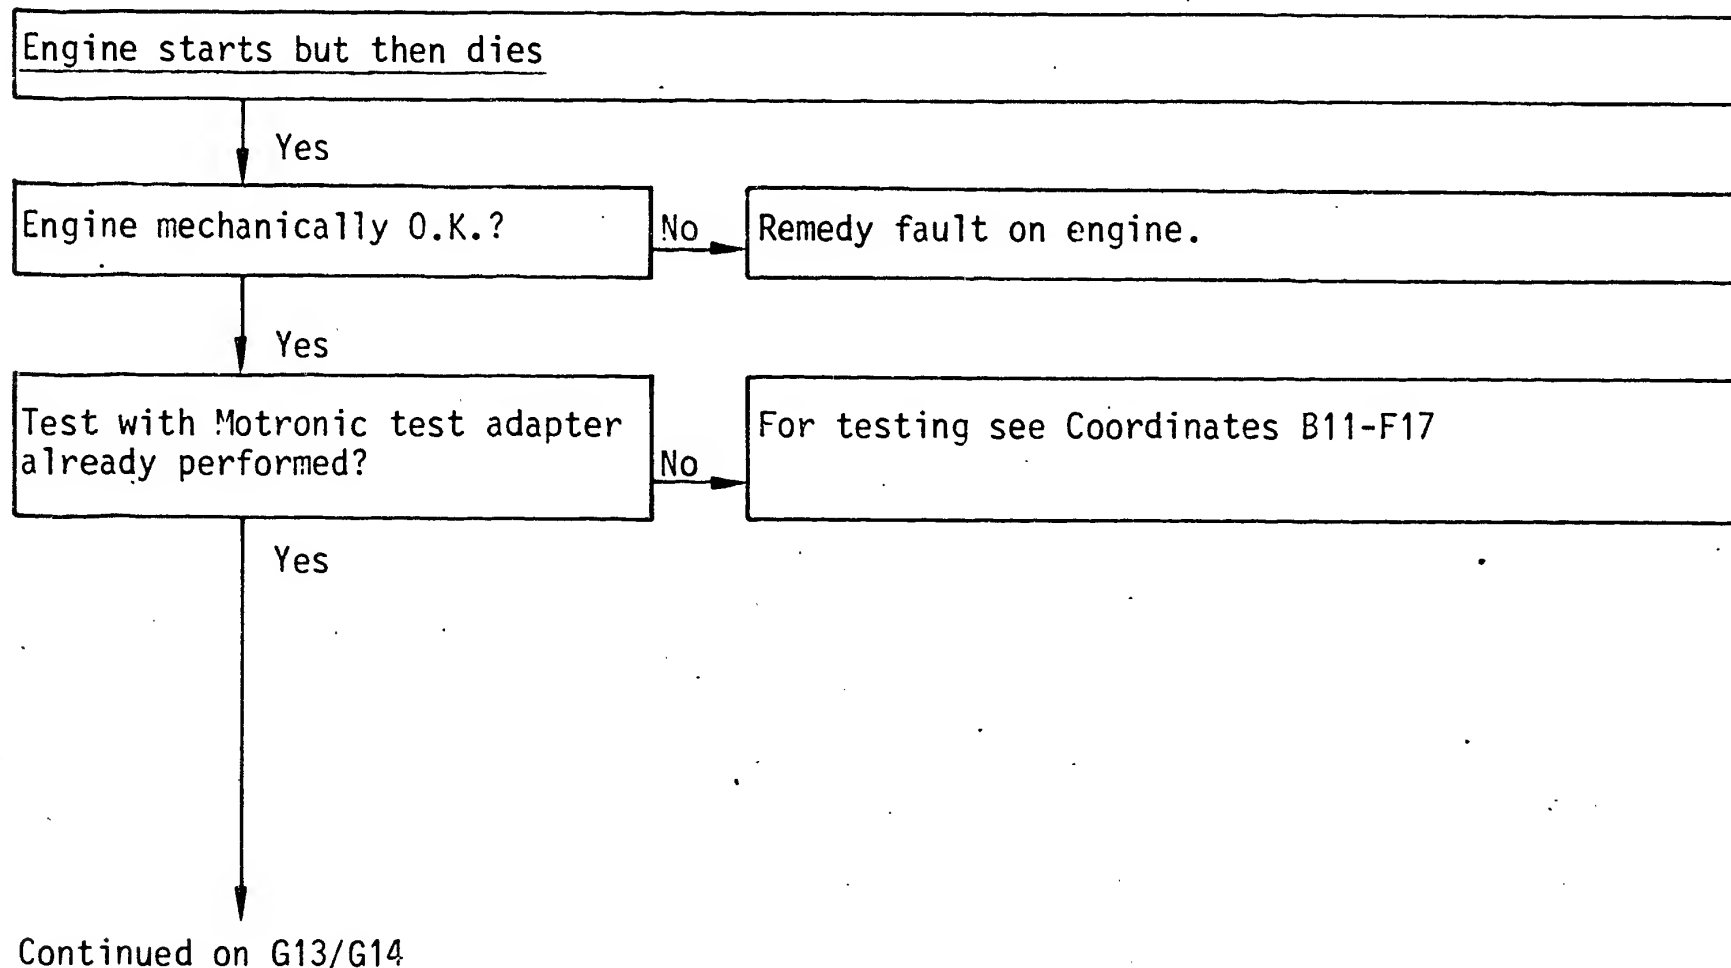 Engine starts but then dies
Yes
Engine mechanically O.K.?
No
Remedy fault on engine.
Yes
Test with Motronic test adapter
already performed?
No
For testing see Coordinates B11-F17
Yes
Continued on G13/G14